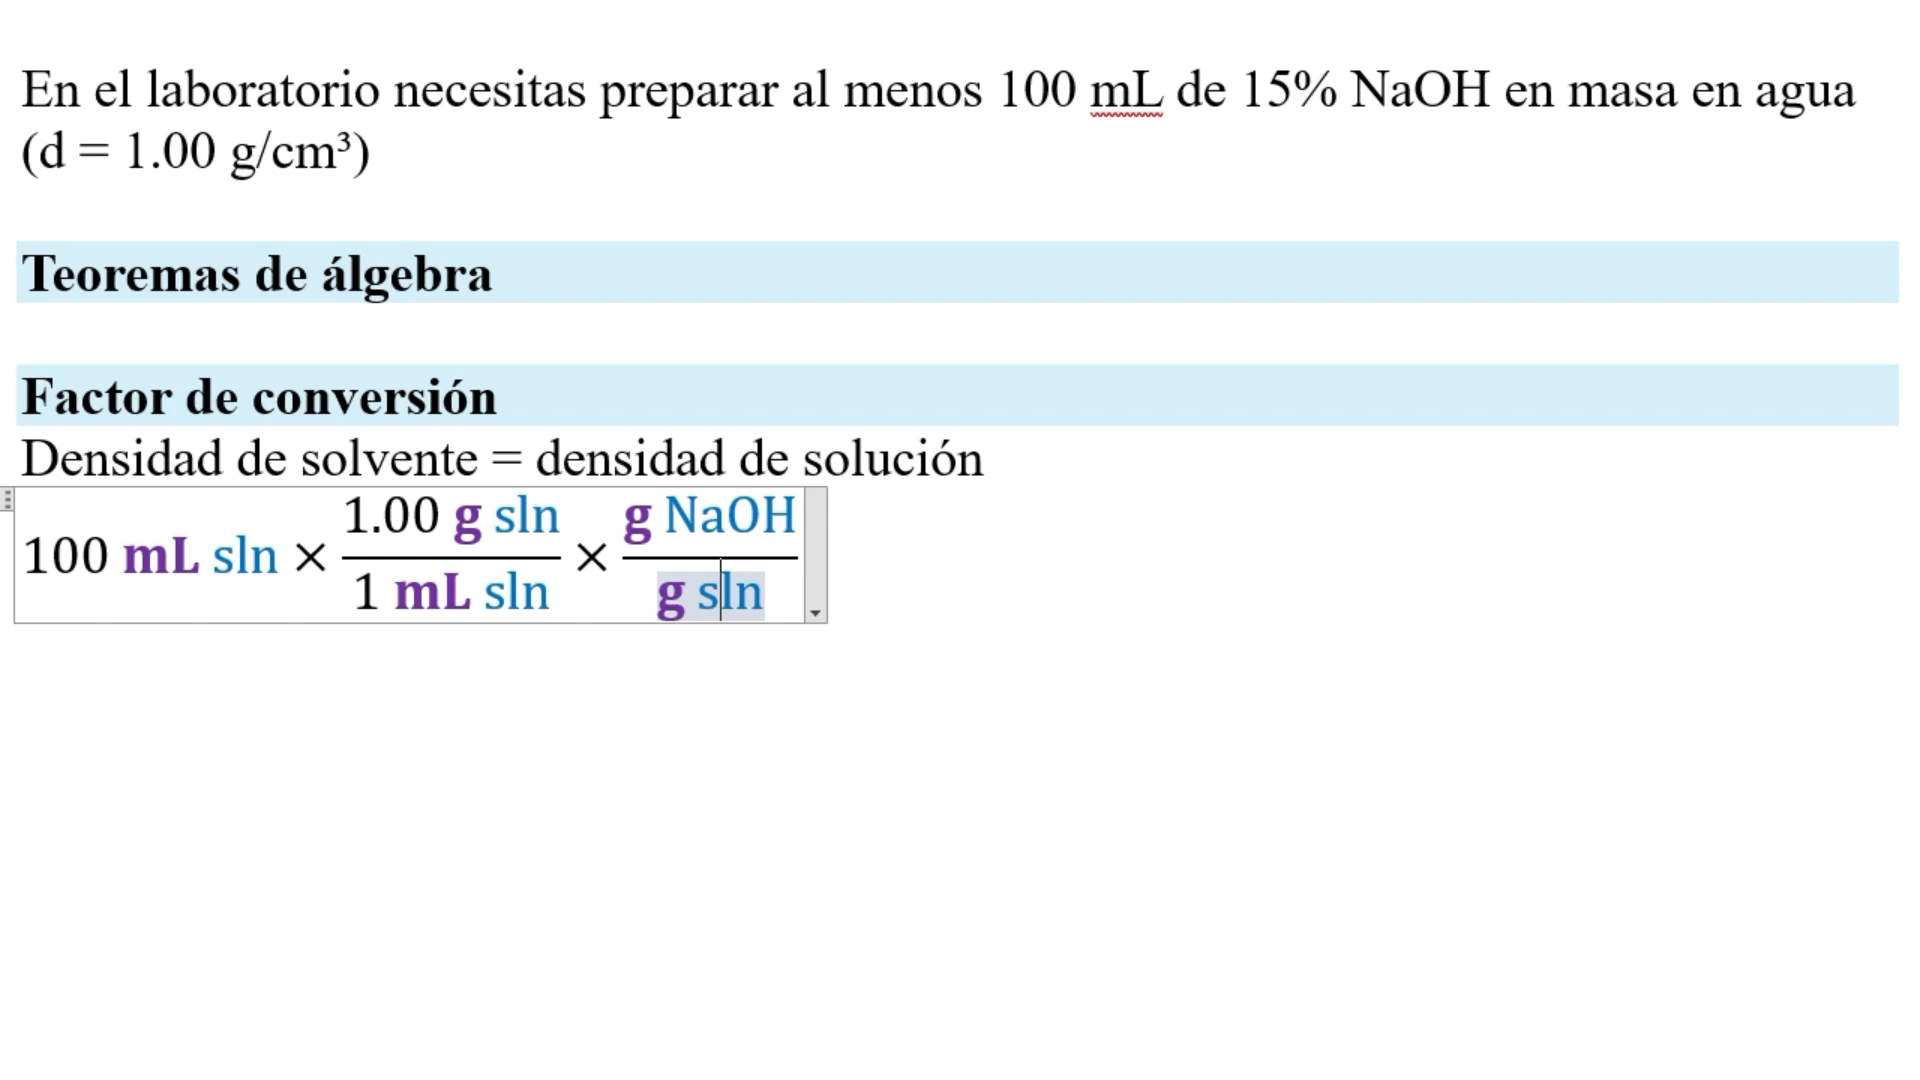 En el laboratorio necesitas preparar al menos 100 mL de 15% NaOH en masa en agua
(d = 1.00 g/cm³)
Teoremas de álgebra
Factor de conversión
Densidad de solvente = densidad de solución
100 mL sln × 1.00 g sln / 1 mL sln × g NaOH / g sln